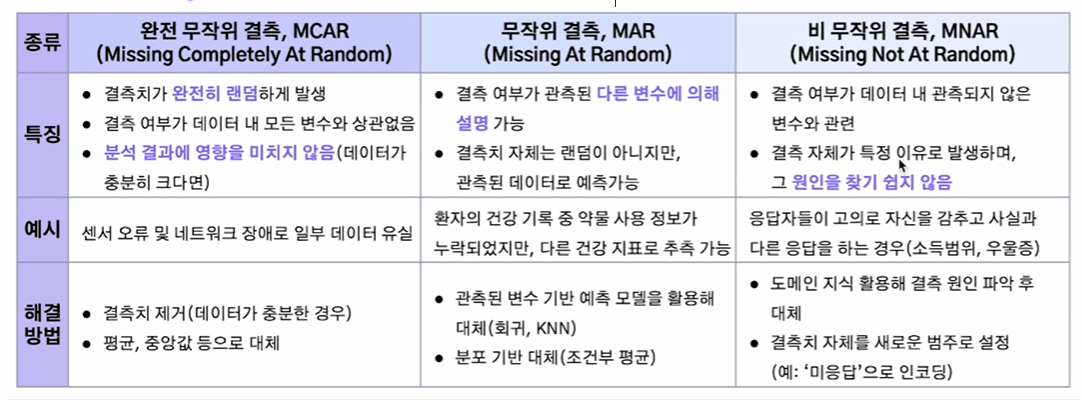 종류
완전 무작위 결측, MCAR
(Missing Completely At Random)
무작위 결측, MAR
(Missing At Random)
비 무작위 결측, MNAR
(Missing Not At Random)
특징
● 결측치가 완전히 랜덤하게 발생
● 결측 여부가 데이터 내 모든 변수와 상관없음
● 분석 결과에 영향을 미치지 않음(데이터가
충분히 크다면)
● 결측 여부가 관측된 다른 변수에 의해
설명 가능
● 결측치 자체는 랜덤이 아니지만,
관측된 데이터로 예측가능
● 결측 여부가 데이터 내 관측되지 않은
변수와 관련
● 결측 자체가 특정 이유로 발생하며,
그 원인을 찾기 쉽지 않음
예시
센서 오류 및 네트워크 장애로 일부 데이터 유실
환자의 건강 기록 중 약물 사용 정보가
누락되었지만, 다른 건강 지표로 추측 가능
응답자들이 고의로 자신을 감추고 사실과
다른 응답을 하는 경우(소득범위, 우울증)
해결
방법
● 결측치 제거(데이터가 충분한 경우)
● 평균, 중앙값 등으로 대체
● 관측된 변수 기반 예측 모델을 활용해
대체(회귀, KNN)
● 분포 기반 대체(조건부 평균)
● 도메인 지식 활용해 결측 원인 파악 후
대체
● 결측치 자체를 새로운 범주로 설정
(예: ‘미응답’으로 인코딩)